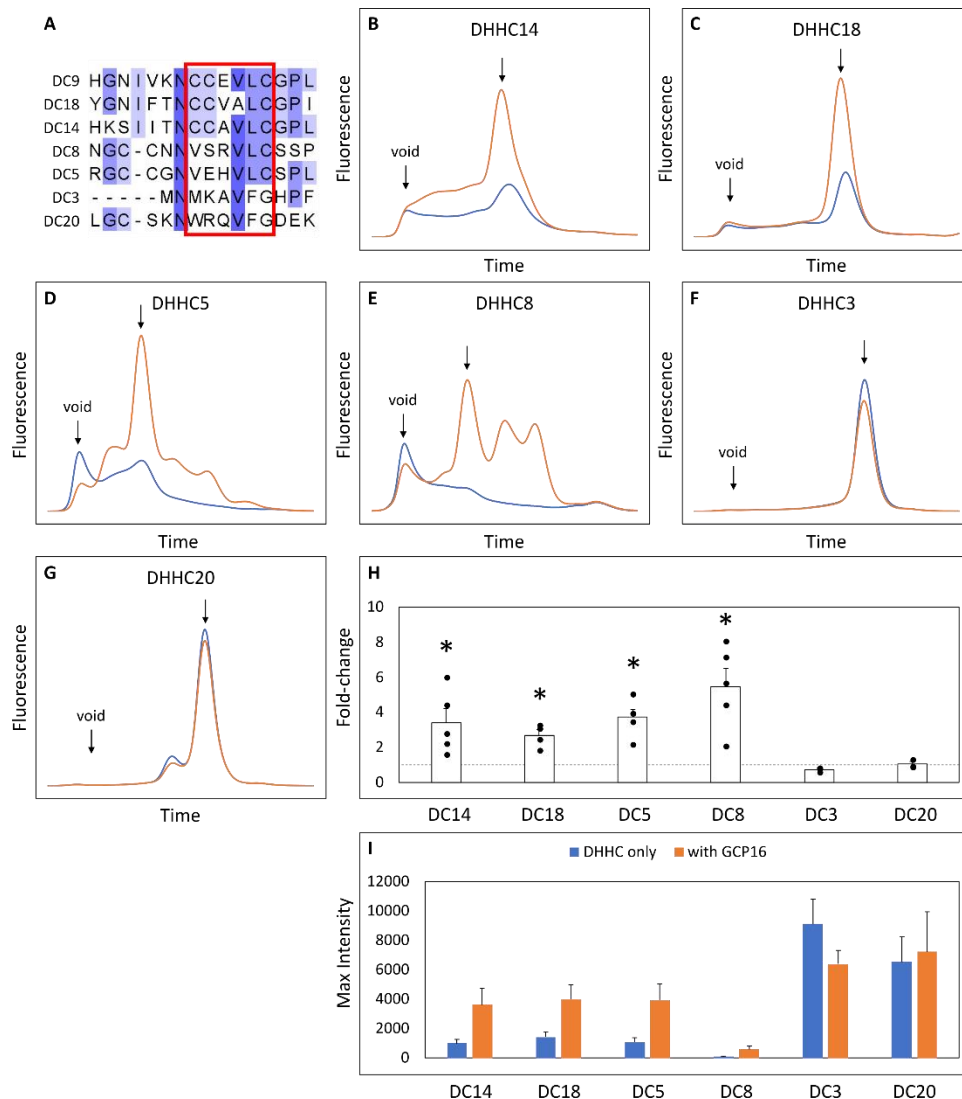 A
DC9 HGNIVKNCCEVLCGPL
DC18 YGNIFTNCCVALCGPI
DC14 HKSIITNCCAVLCGPL
DC8 NGC-CNNVSRVLCSSP
DC5 RGC-CGNVEHVLCSPL
DC3 -----MNMKAVFGHPF
DC20 LGC-SKNWRQVFGDEK
B
DHHC14
Fluorescence
void
Time
C
DHHC18
Fluorescence
void
Time
D
DHHC5
Fluorescence
void
Time
E
DHHC8
Fluorescence
void
Time
F
DHHC3
Fluorescence
void
Time
G
DHHC20
Fluorescence
void
Time
H
Fold-change
10
8
6
4
2
0
* * * *
DC14 DC18 DC5 DC8 DC3 DC20
I
DHHC only with GCP16
Max Intensity
12000
10000
8000
6000
4000
2000
0
DC14 DC18 DC5 DC8 DC3 DC20